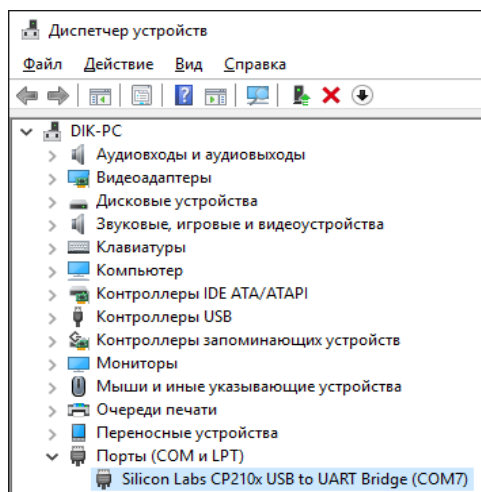 Диспетчер устройств
Файл Действие Вид Справка
DIK-PC
Аудиовходы и аудиовыходы
Видеоадаптеры
Дисковые устройства
Звуковые, игровые и видеоустройства
Клавиатуры
Компьютер
Контроллеры IDE ATA/ATAPI
Контроллеры USB
Контроллеры запоминающих устройств
Мониторы
Мыши и иные указывающие устройства
Очереди печати
Переносные устройства
Порты (COM и LPT)
Silicon Labs CP210x USB to UART Bridge (COM7)